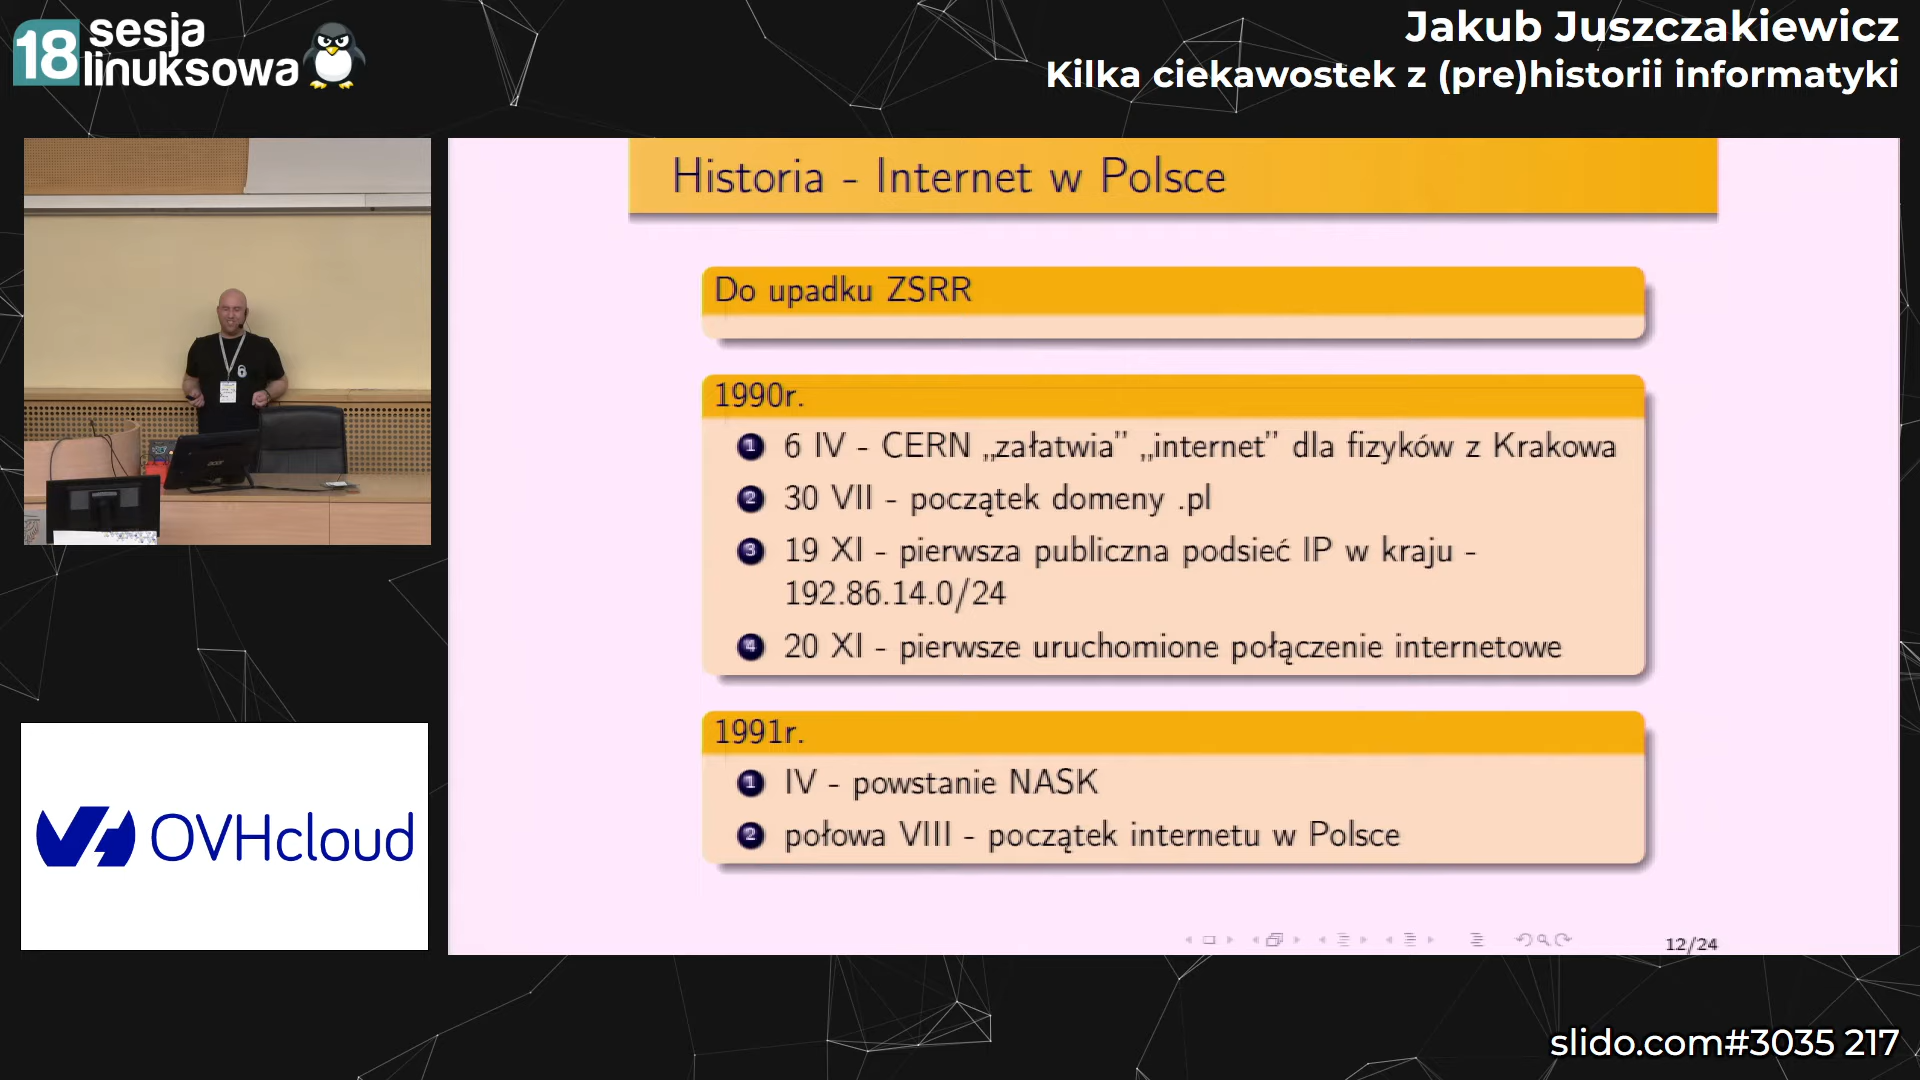 18 sesja
linuksowa
Jakub Juszczakiewicz
Kilka ciekawostek z (pre)historii informatyki
Historia - Internet w Polsce
Do upadku ZSRR
1990r.
1 6 IV - CERN „załatwia” „internet” dla fizyków z Krakowa
2 30 VII - początek domeny .pl
3 19 XI - pierwsza publiczna podsieć IP w kraju -
192.86.14.0/24
4 20 XI - pierwsze uruchomione połączenie internetowe
1991r.
1 IV - powstanie NASK
2 połowa VIII - początek internetu w Polsce
12/24
acer
OVHcloud
slido.com#3035 217